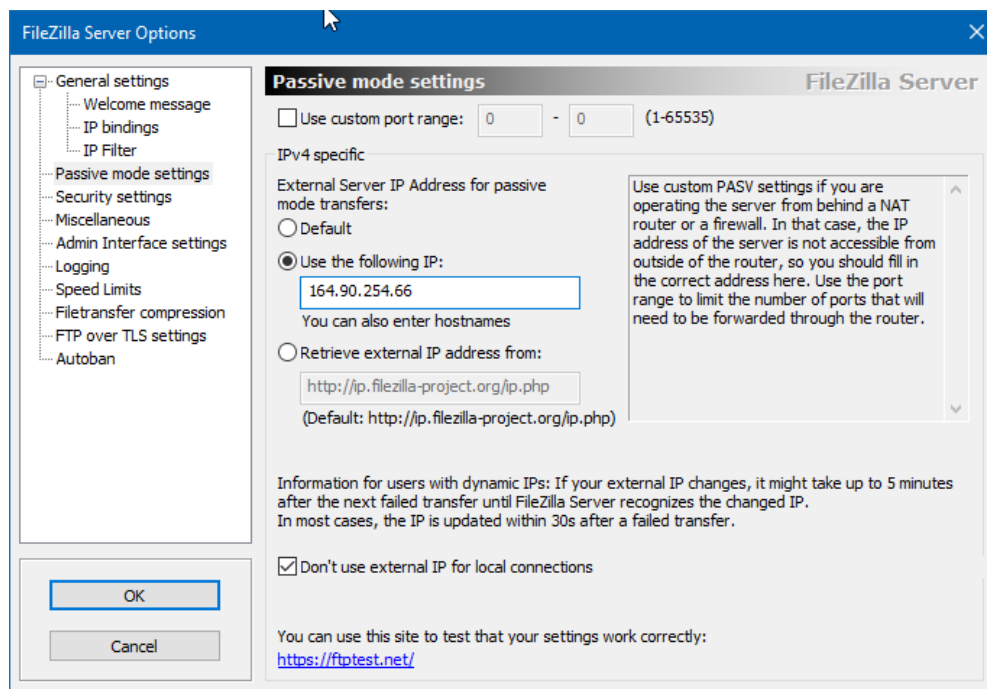 FileZilla Server Options
General settings
Welcome message
IP bindings
IP Filter
Passive mode settings
Security settings
Miscellaneous
Admin Interface settings
Logging
Speed Limits
Filetransfer compression
FTP over TLS settings
Autoban
OK
Cancel
Passive mode settings
FileZilla Server
Use custom port range: 0 - 0 (1-65535)
IPv4 specific
External Server IP Address for passive
mode transfers:
Default
Use the following IP:
164.90.254.66
You can also enter hostnames
Retrieve external IP address from:
http://ip.filezilla-project.org/ip.php
(Default: http://ip.filezilla-project.org/ip.php)
Use custom PASV settings if you are
operating the server from behind a NAT
router or a firewall. In that case, the IP
address of the server is not accessible from
outside of the router, so you should fill in
the correct address here. Use the port
range to limit the number of ports that will
need to be forwarded through the router.
Information for users with dynamic IPs: If your external IP changes, it might take up to 5 minutes
after the next failed transfer until FileZilla Server recognizes the changed IP.
In most cases, the IP is updated within 30s after a failed transfer.
Don't use external IP for local connections
You can use this site to test that your settings work correctly:
https://ftptest.net/